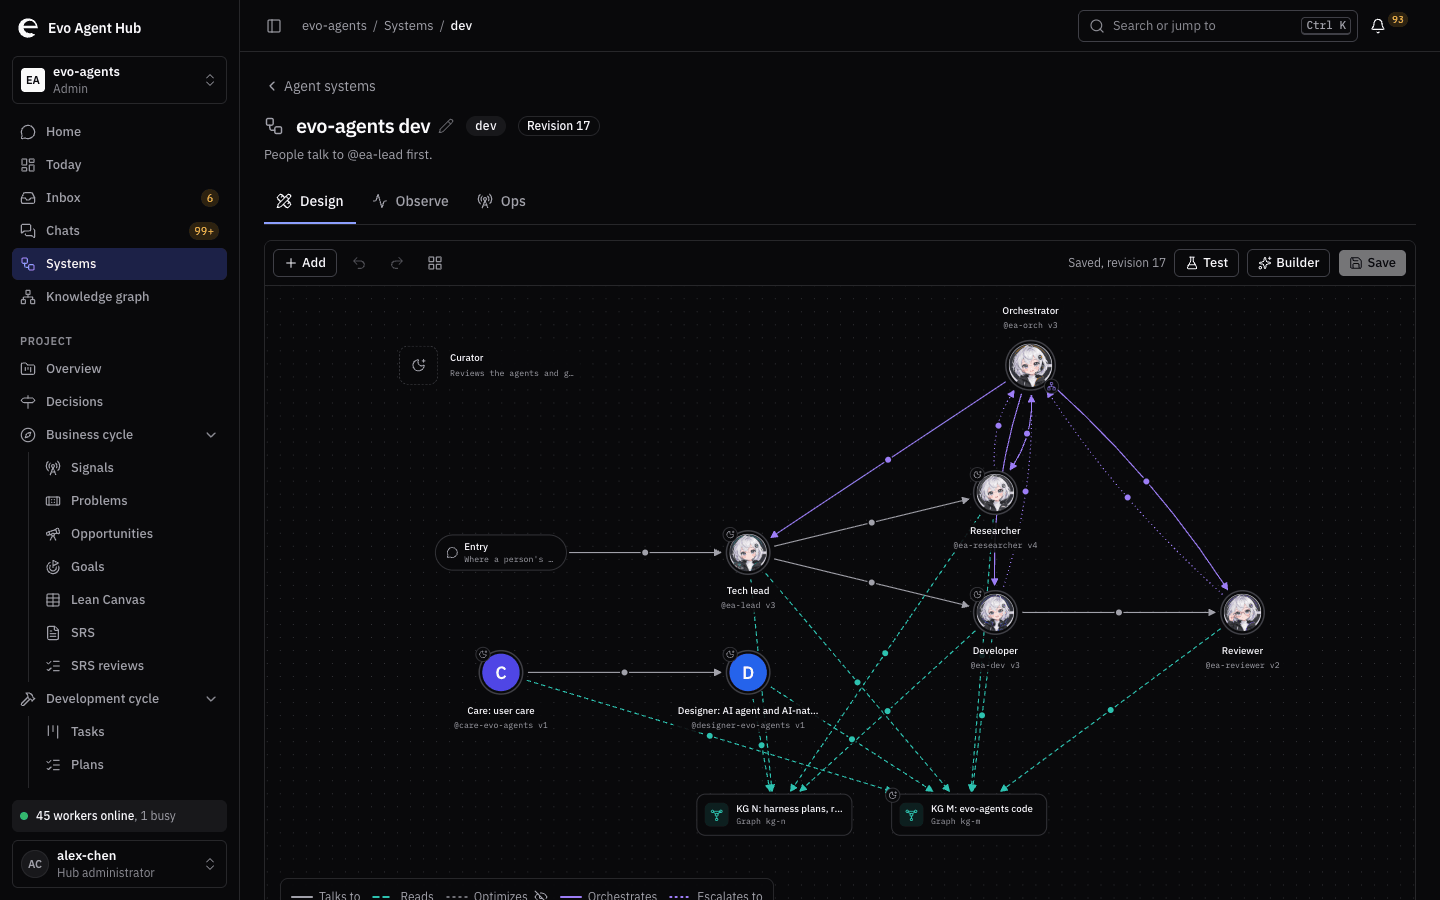 Evo Agent Hub
EA
evo-agents
Admin
Home
Today
Inbox
6
Chats
99+
Systems
Knowledge graph
PROJECT
Overview
Decisions
Business cycle
Signals
Problems
Opportunities
Goals
Lean Canvas
SRS
SRS reviews
Development cycle
Tasks
Plans
45 workers online, 1 busy
AC
alex-chen
Hub administrator
evo-agents / Systems / dev
Search or jump to
Ctrl K
93
Agent systems
evo-agents dev
dev
Revision 17
People talk to @ea-lead first.
Design
Observe
Ops
Add
Saved, revision 17
Test
Builder
Save
Orchestrator
@ea-orch v3
Curator
Reviews the agents and g…
Researcher
@ea-researcher v4
Entry
Where a person's …
Tech lead
@ea-lead v3
Developer
@ea-dev v3
Reviewer
@ea-reviewer v2
C
Care: user care
@care-evo-agents v1
D
Designer: AI agent and AI-nat…
@designer-evo-agents v1
KG N: harness plans, r…
Graph kg-n
KG M: evo-agents code
Graph kg-m
Talks to
Reads
Optimizes
Orchestrates
Escalates to